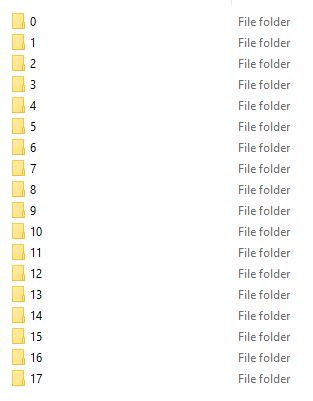 0 File folder
1 File folder
2 File folder
3 File folder
4 File folder
5 File folder
6 File folder
7 File folder
8 File folder
9 File folder
10 File folder
11 File folder
12 File folder
13 File folder
14 File folder
15 File folder
16 File folder
17 File folder